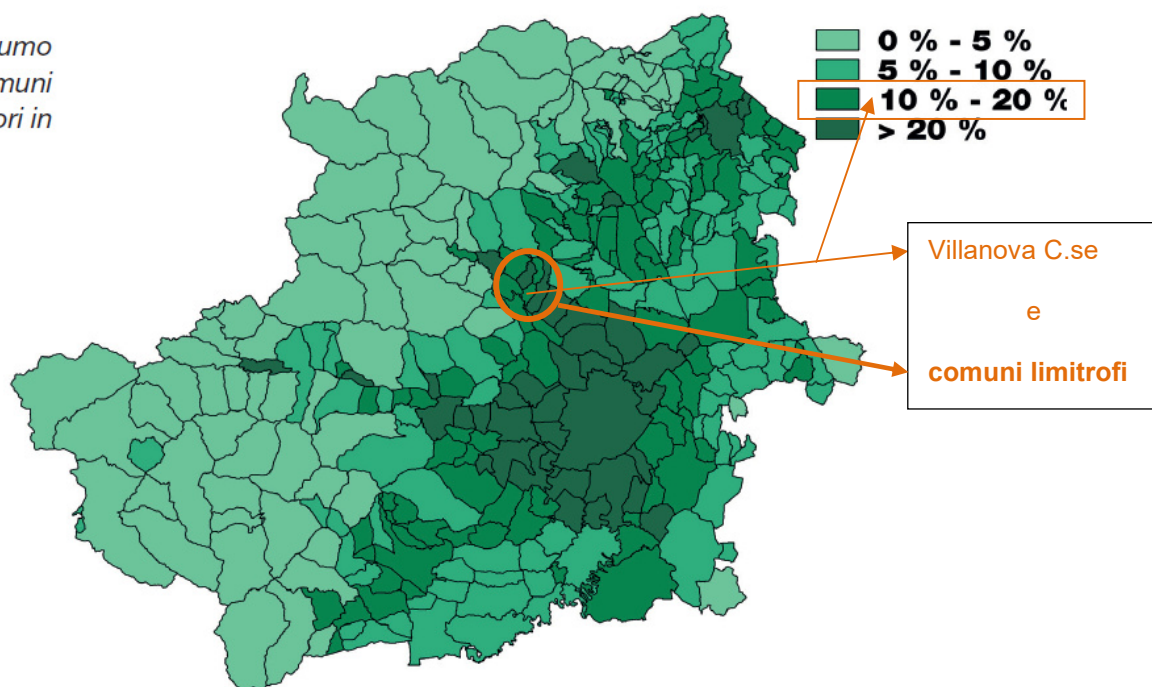 umo
muni
ori in
0 % - 5 %
5 % - 10 %
10 % - 20 %
> 20 %
Villanova C.se
e
comuni limitrofi